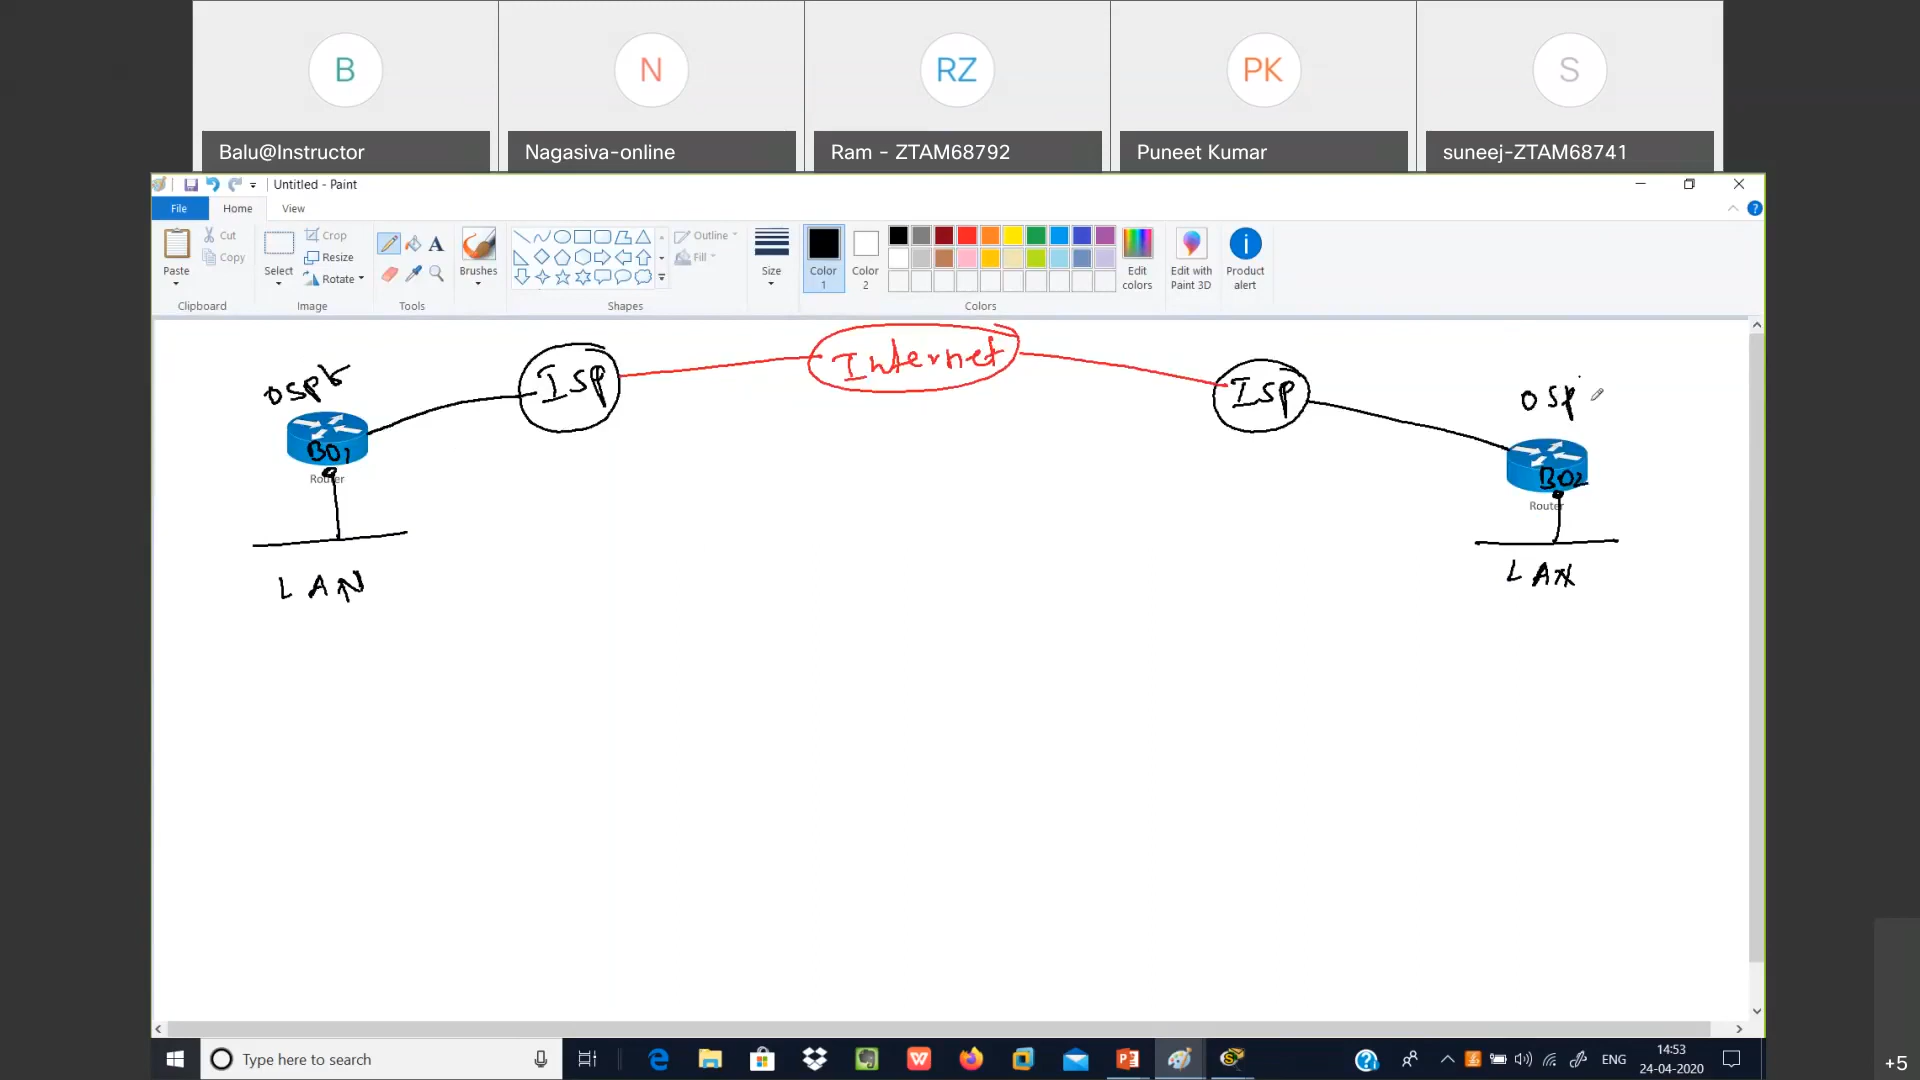 B
N
RZ
PK
S
Balu@Instructor
Nagasiva-online
Ram - ZTAM68792
Puneet Kumar
suneej-ZTAM68741
Untitled - Paint
File
Home
View
Paste
Cut
Copy
Clipboard
Select
Crop
Resize
Rotate
Image
A
Tools
Brushes
Shapes
Outline
Fill
Size
Color
1
Color
2
Colors
Edit
colors
Edit with
Paint 3D
Product
alert
Internet
ISP
ISP
OSPF
OSP
BO1
Router
BO2
Router
LAN
LAN
Type here to search
ENG
14:53
24-04-2020
+5